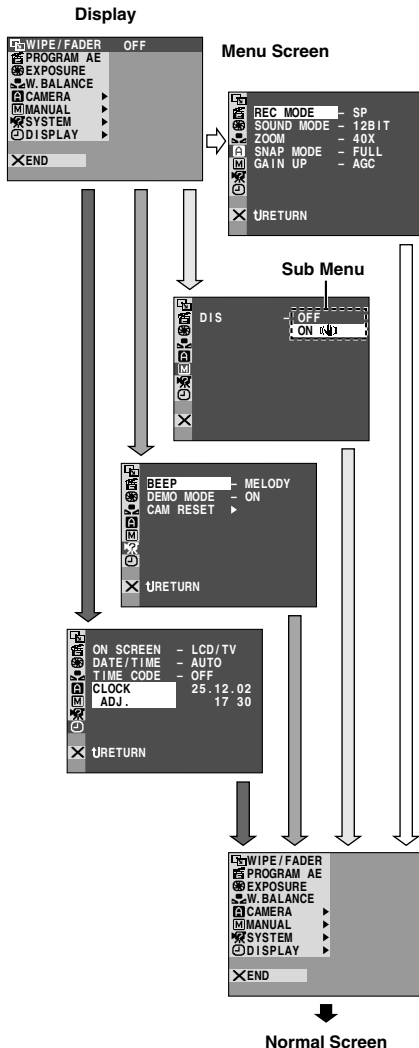 Display
WIPE/FADER OFF
PROGRAM AE
EXPOSURE
W. BALANCE
A CAMERA
M MANUAL
SYSTEM
DISPLAY
END
Menu Screen
REC MODE – SP
SOUND MODE – 12BIT
ZOOM – 40X
SNAP MODE – FULL
GAIN UP – AGC
A
M
RETURN
Sub Menu
DIS – OFF
ON
A
M
BEEP – MELODY
DEMO MODE – ON
CAM RESET
A
M
RETURN
ON SCREEN – LCD/TV
DATE/TIME – AUTO
TIME CODE – OFF
CLOCK 25.12.02
ADJ. 17 30
A
M
RETURN
WIPE/FADER
PROGRAM AE
EXPOSURE
W. BALANCE
A CAMERA
M MANUAL
SYSTEM
DISPLAY
END
Normal Screen